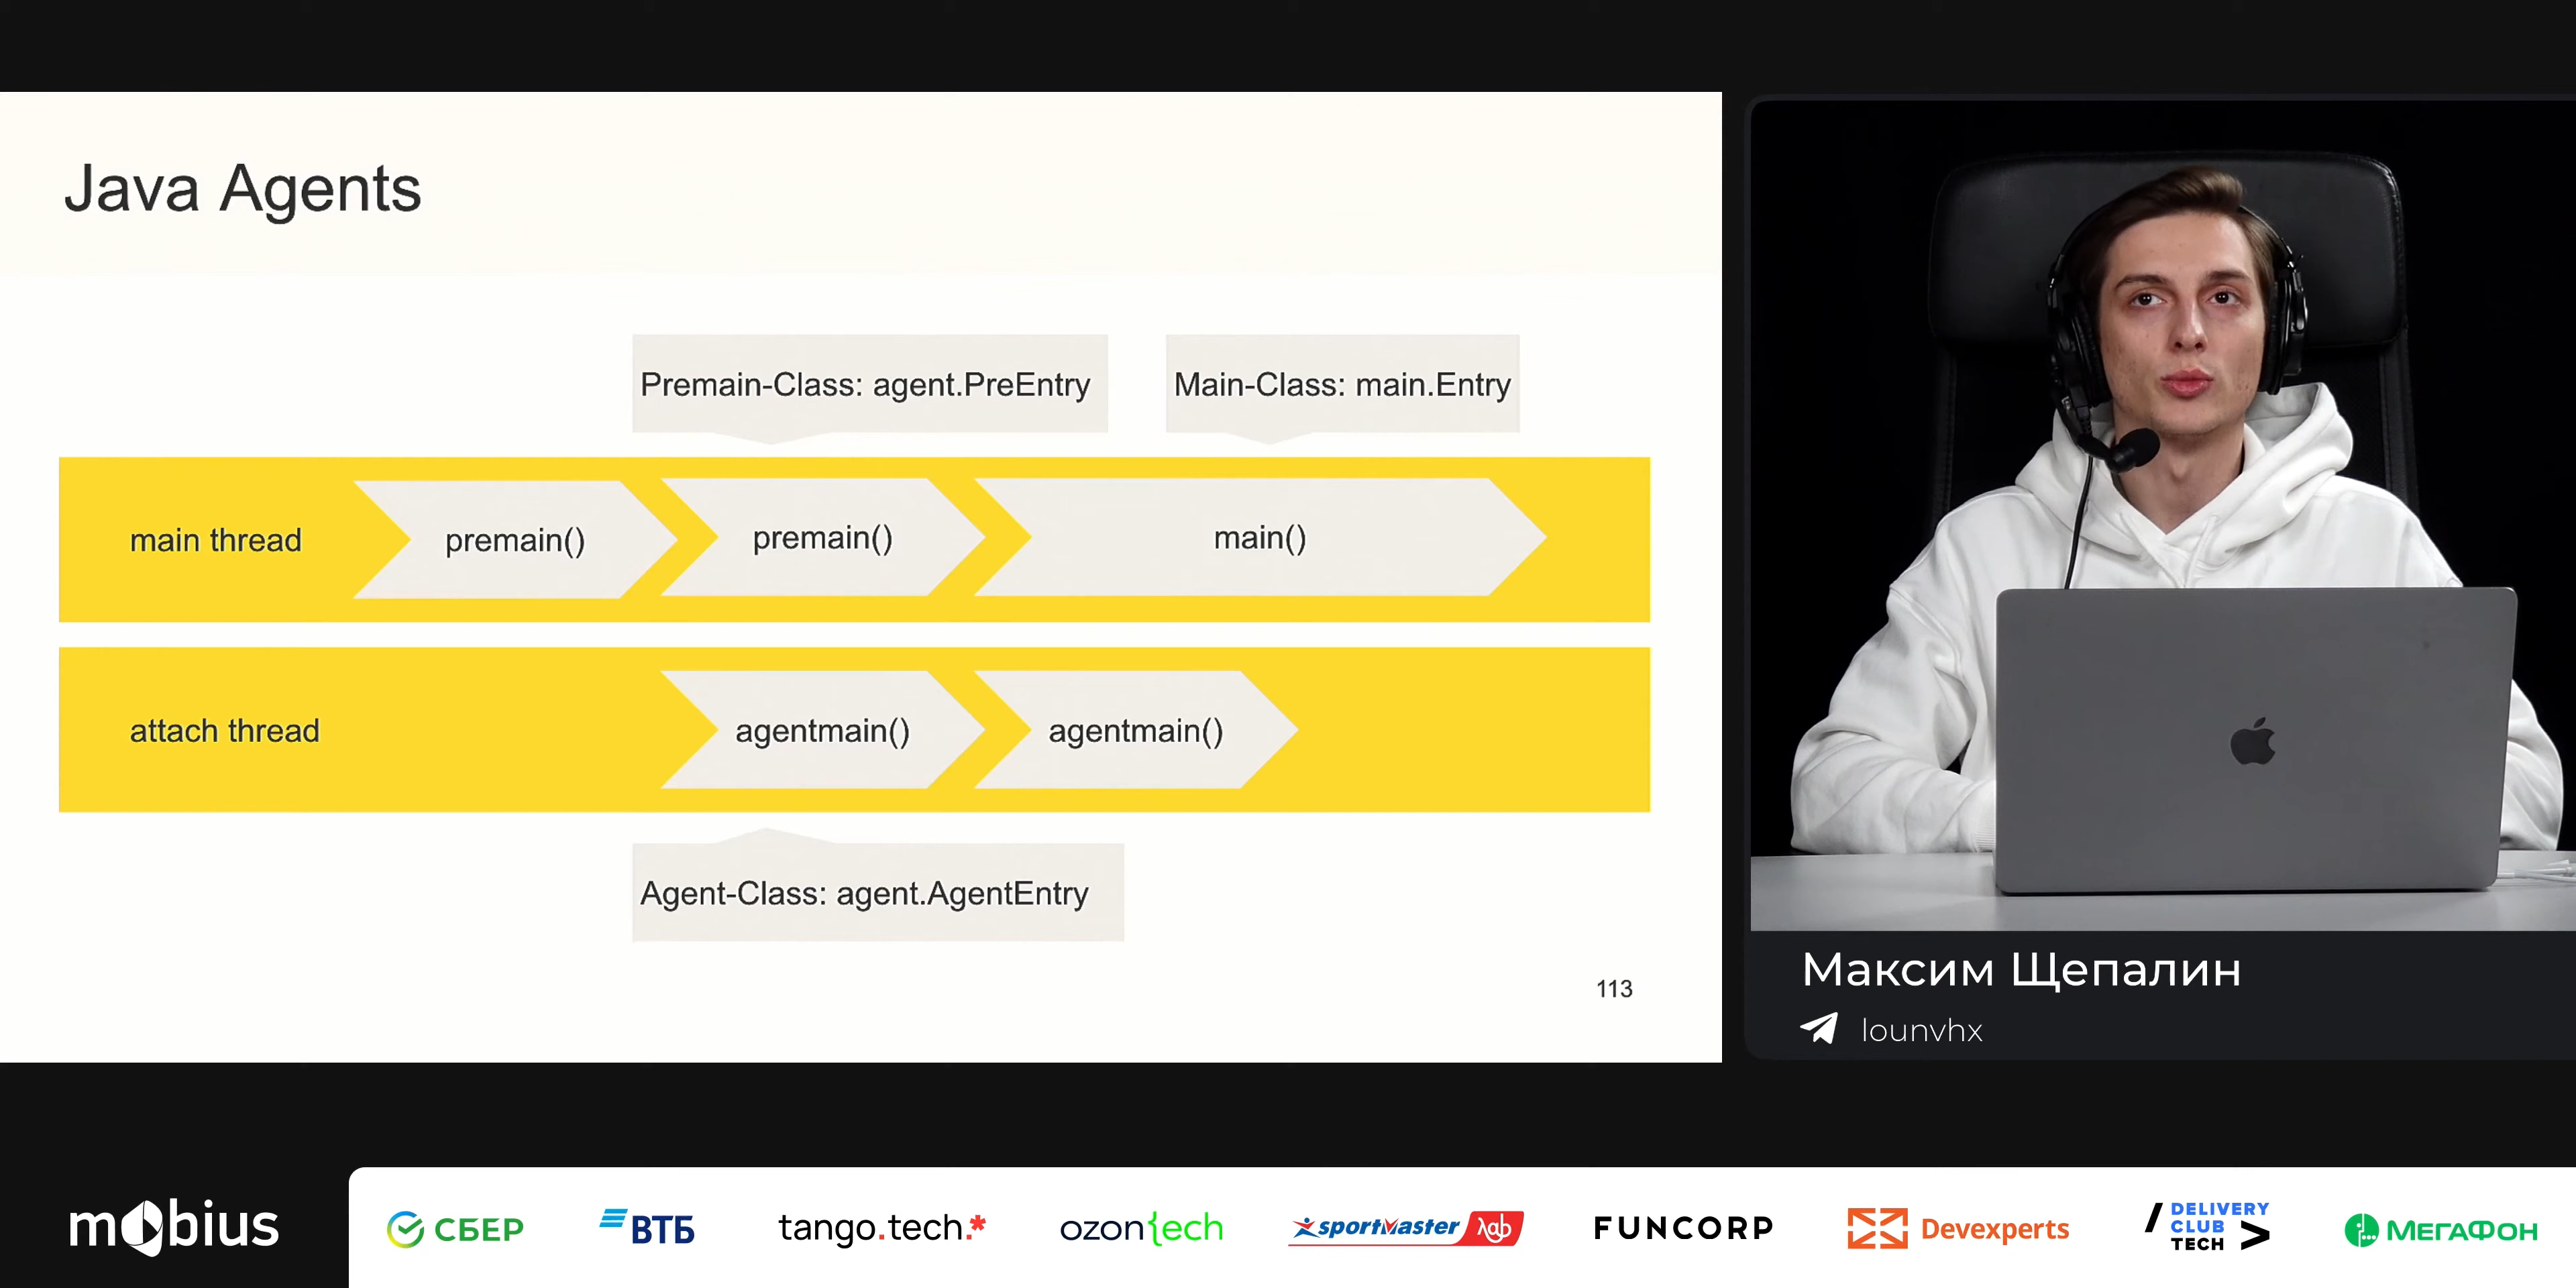 Java Agents
Premain-Class: agent.PreEntry
Main-Class: main.Entry
main thread
premain()
premain()
main()
attach thread
agentmain()
agentmain()
Agent-Class: agent.AgentEntry
113
Максим Щепалин
lounvhx
mobius
СБЕР
ВТБ
tango.tech.*
ozon{ech
sportmaster lab
FUNCORP
Devexperts
/ DELIVERY
CLUB
TECH >
МЕГАФОН